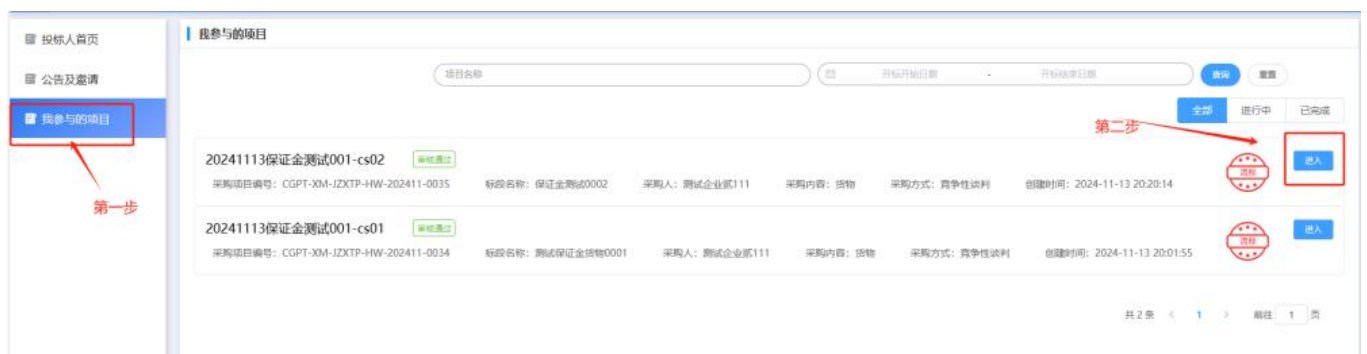 投标人首页
公告及邀请
我参与的项目
第一步
我参与的项目
项目名称 开标开始日期 - 开标结束日期 查询 重置
全部 进行中 已完成
第二步
20241113保证金测试001-cs02 审核通过 流标 进入
采购项目编号：CGPT-XM-JZXTP-HW-202411-0035 标段名称：保证金测试0002 采购人：测试企业贰111 采购内容：货物 采购方式：竞争性谈判 创建时间：2024-11-13 20:20:14
20241113保证金测试001-cs01 审核通过 流标 进入
采购项目编号：CGPT-XM-JZXTP-HW-202411-0034 标段名称：测试保证金货物0001 采购人：测试企业贰111 采购内容：货物 采购方式：竞争性谈判 创建时间：2024-11-13 20:01:55
共 2 条 < 1 > 前往 1 页